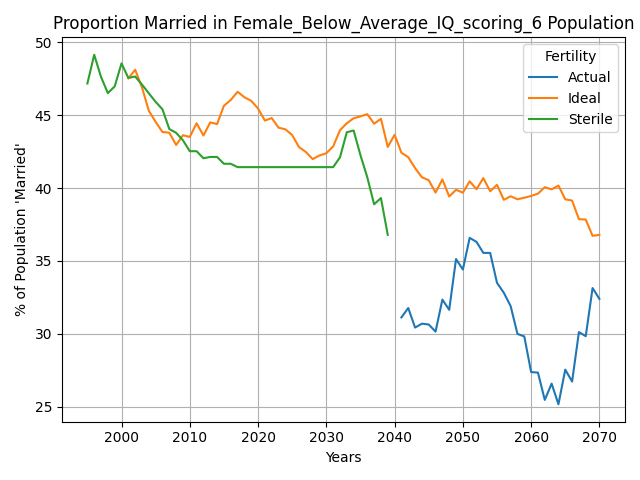 Proportion Married in Female_Below_Average_IQ_scoring_6 Population
Fertility
Actual
Ideal
Sterile
% of Population 'Married'
50
45
40
35
30
25
2000
2010
2020
2030
2040
2050
2060
2070
Years